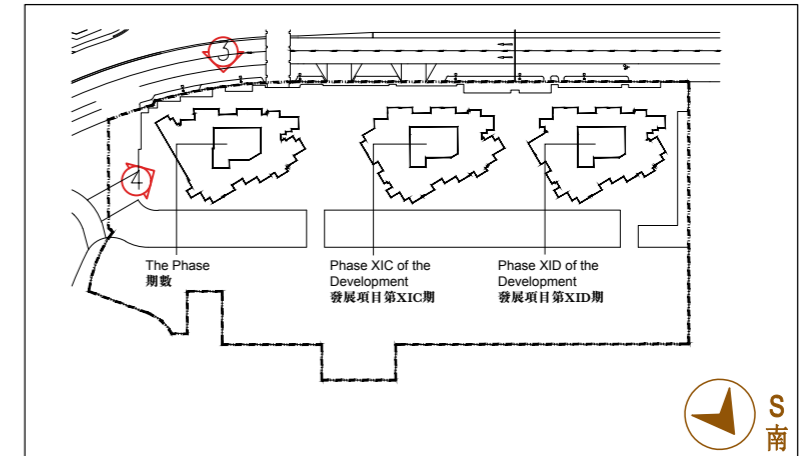 3
4
The Phase
期數
Phase XIC of the
Development
發展項目第XIC期
Phase XID of the
Development
發展項目第XID期
S
南